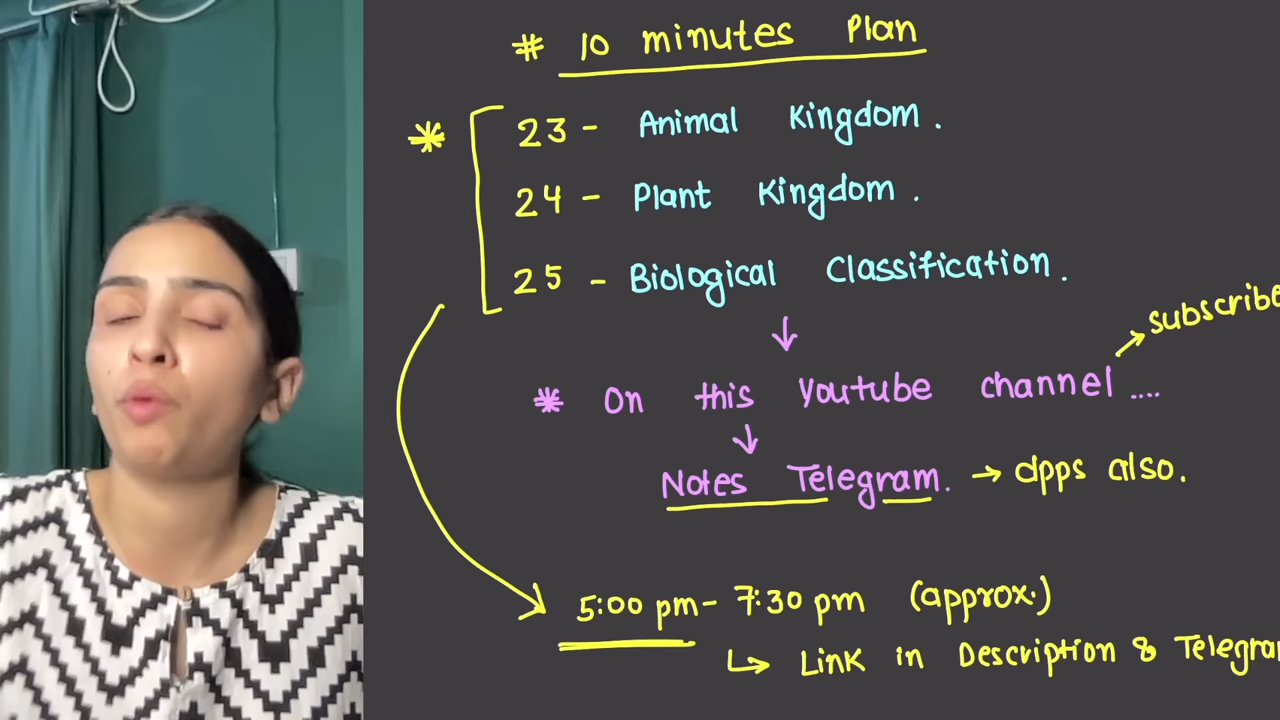 # 10 minutes Plan
* 23 - Animal Kingdom.
24 - Plant Kingdom.
25 - Biological Classification.
→ subscribe
↓
* On this Youtube channel ....
↓
Notes Telegram. → dpps also.
5:00 pm - 7:30 pm (approx.)
↳ Link in Description & Telegra